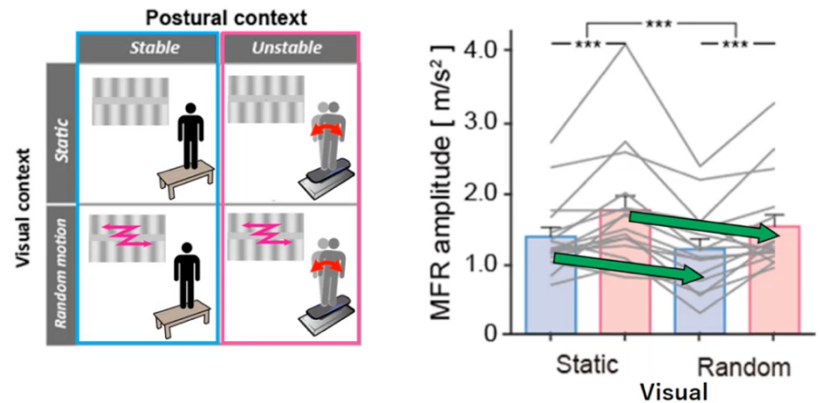 Postural context
Stable
Unstable
Visual context
Static
Random motion
MFR amplitude [ m/s² ]
4.0
3.0
2.0
1.0
0
***
***
***
Static
Random
Visual